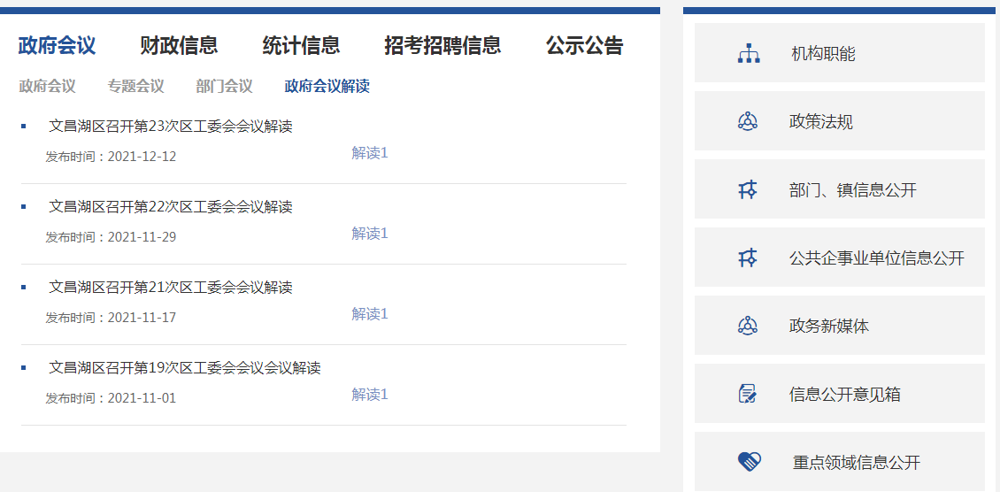 政府会议 财政信息 统计信息 招考招聘信息 公示公告
政府会议 专题会议 部门会议 政府会议解读
文昌湖区召开第23次区工委会会议解读
发布时间：2021-12-12 解读1
文昌湖区召开第22次区工委会会议解读
发布时间：2021-11-29 解读1
文昌湖区召开第21次区工委会会议解读
发布时间：2021-11-17 解读1
文昌湖区召开第19次区工委会会议会议解读
发布时间：2021-11-01 解读1
机构职能
政策法规
部门、镇信息公开
公共企事业单位信息公开
政务新媒体
信息公开意见箱
重点领域信息公开